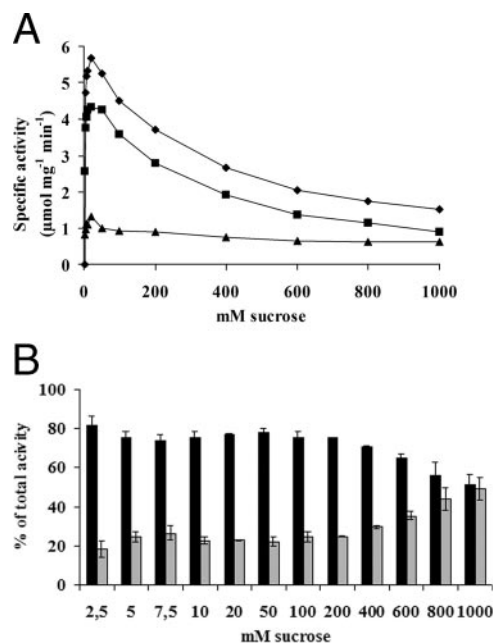 A
Specific activity
(μmol mg⁻¹ min⁻¹)
6
5
4
3
2
1
0
0 200 400 600 800 1000
mM sucrose
B
% of total acivity
100
80
60
40
20
0
2,5 5 7,5 10 20 50 100 200 400 600 800 1000
mM sucrose